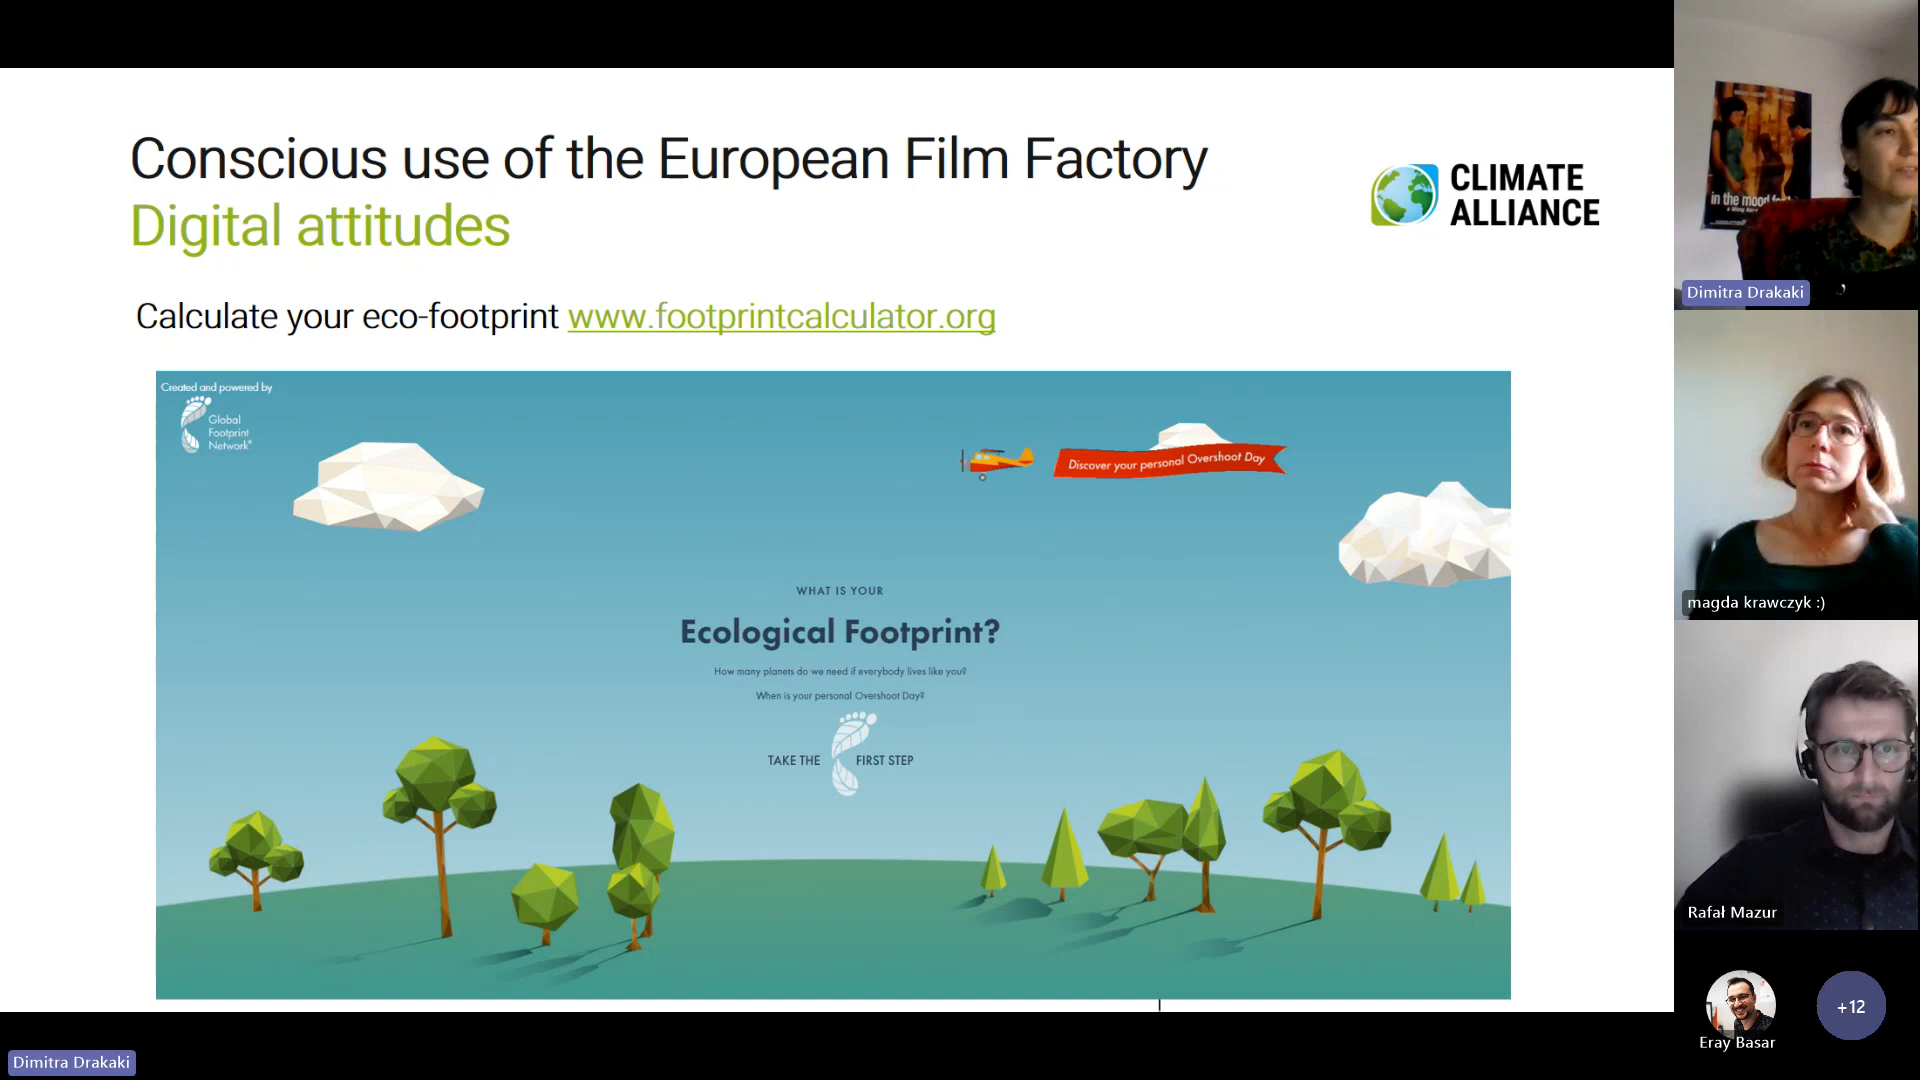 Conscious use of the European Film Factory
Digital attitudes
CLIMATE
ALLIANCE
Calculate your eco-footprint www.footprintcalculator.org
Created and powered by
Global
Footprint
Network®
Discover your personal Overshoot Day
WHAT IS YOUR
Ecological Footprint?
How many planets do we need if everybody lives like you?
When is your personal Overshoot Day?
TAKE THE FIRST STEP
in the mood
Dimitra Drakaki
magda krawczyk :)
Rafał Mazur
Eray Basar
+12
Dimitra Drakaki